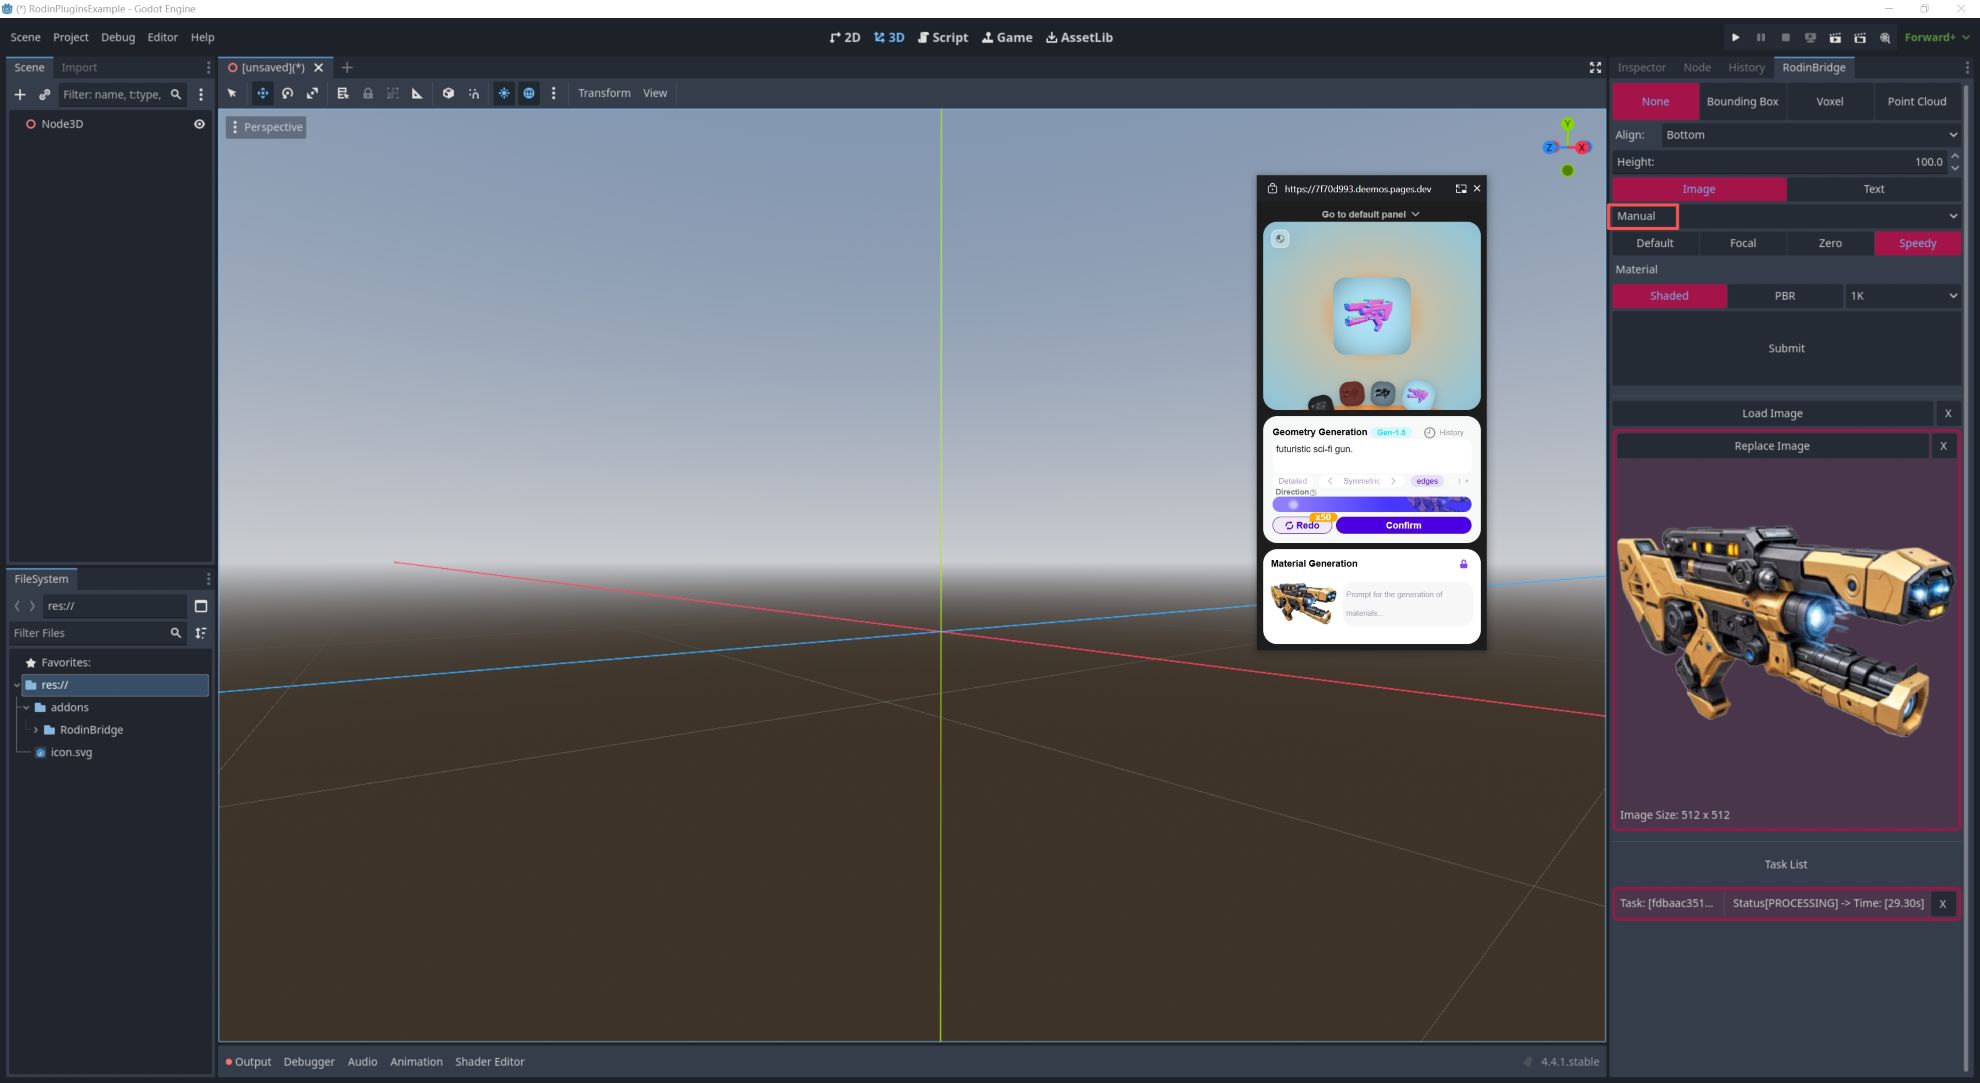 (*) RodinPluginsExample - Godot Engine
Scene Project Debug Editor Help
2D 3D Script Game AssetLib
Forward+
Scene Import
Filter: name, t:type,
Node3D
[unsaved](*)
Transform View
Perspective
Y
Z
X
https://7f70d993.deemos.pages.dev
Go to default panel
Geometry Generation Gen-1.5 History
futuristic sci-fi gun.
Detailed Symmetric edges
Direction
x50
Redo Confirm
Material Generation
Prompt for the generation of
materials...
FileSystem
res://
Filter Files
Favorites:
res://
addons
RodinBridge
icon.svg
Output Debugger Audio Animation Shader Editor
4.4.1.stable
Inspector Node History RodinBridge
None Bounding Box Voxel Point Cloud
Align: Bottom
Height: 100.0
Image Text
Manual
Default Focal Zero Speedy
Material
Shaded PBR 1K
Submit
Load Image X
Replace Image X
Image Size: 512 x 512
Task List
Task: [fdbaac351... Status[PROCESSING] -> Time: [29.30s] X